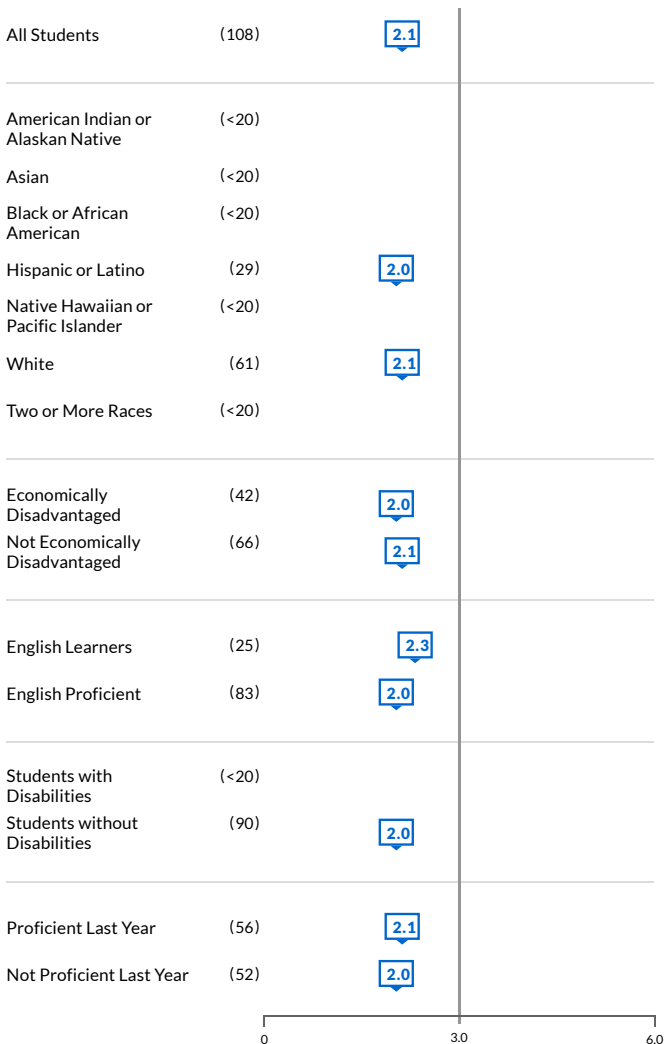 All Students (108) 2.1
American Indian or (<20)
Alaskan Native
Asian (<20)
Black or African (<20)
American
Hispanic or Latino (29) 2.0
Native Hawaiian or (<20)
Pacific Islander
White (61) 2.1
Two or More Races (<20)
Economically (42) 2.0
Disadvantaged
Not Economically (66) 2.1
Disadvantaged
English Learners (25) 2.3
English Proficient (83) 2.0
Students with (<20)
Disabilities
Students without (90) 2.0
Disabilities
Proficient Last Year (56) 2.1
Not Proficient Last Year (52) 2.0
0 3.0 6.0